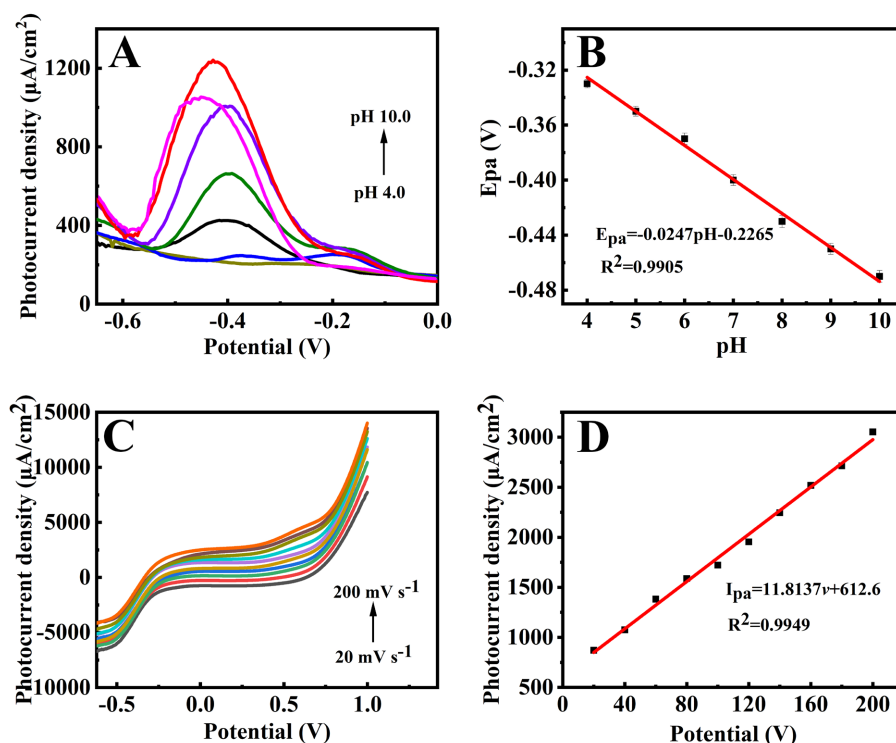 A
Photocurrent density (μA/cm²)
1200
800
400
0
-0.6
-0.4
-0.2
0.0
Potential (V)
pH 10.0
pH 4.0
B
Epa (V)
-0.32
-0.36
-0.40
-0.44
-0.48
4
5
6
7
8
9
10
pH
Epa=-0.0247pH-0.2265
R²=0.9905
C
Photocurrent density (μA/cm²)
15000
10000
5000
0
-5000
10000
-0.5
0.0
0.5
1.0
Potential (V)
200 mV s⁻¹
20 mV s⁻¹
D
Photocurrent density (μA/cm²)
3000
2500
2000
1500
1000
500
0
40
80
120
160
200
Potential (V)
Ipa=11.8137v+612.6
R²=0.9949